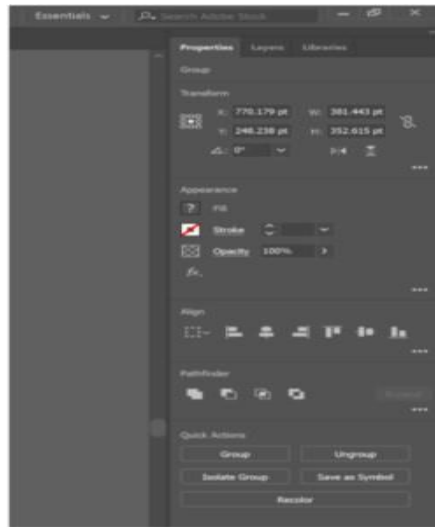 Essentials Search Adobe Stock
Properties Layers Libraries
Group
Transform
X: 770.179 pt W: 381.443 pt
Y: 248.238 pt H: 352.615 pt
0°
Appearance
? Fill
Stroke
Opacity 100%
fx.
Align
Pathfinder
Quick Actions
Group Ungroup
Isolate Group Save as Symbol
Recolor